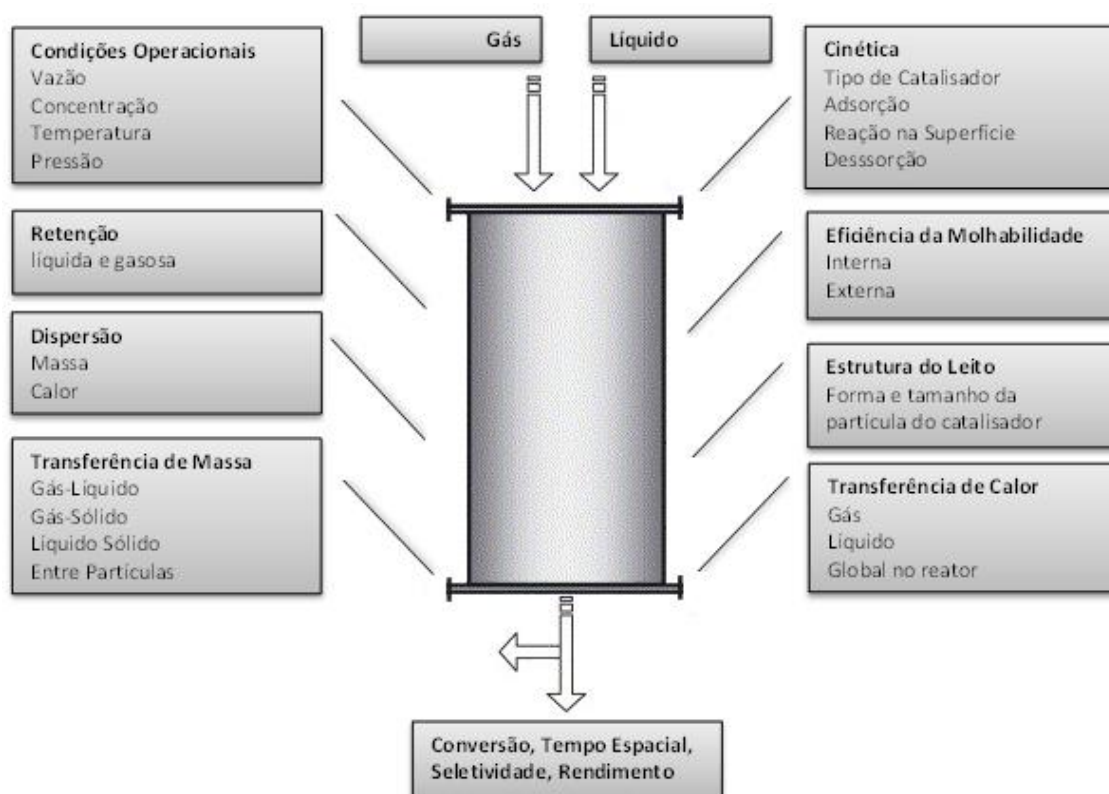 Gás
Líquido
Condições Operacionais
Vazão
Concentração
Temperatura
Pressão
Retenção
líquida e gasosa
Dispersão
Massa
Calor
Transferência de Massa
Gás-Líquido
Gás-Sólido
Líquido Sólido
Entre Partículas
Cinética
Tipo de Catalisador
Adsorção
Reação na Superfície
Desssorção
Eficiência da Molhabilidade
Interna
Externa
Estrutura do Leito
Forma e tamanho da
partícula do catalisador
Transferência de Calor
Gás
Líquido
Global no reator
Conversão, Tempo Espacial,
Seletividade, Rendimento